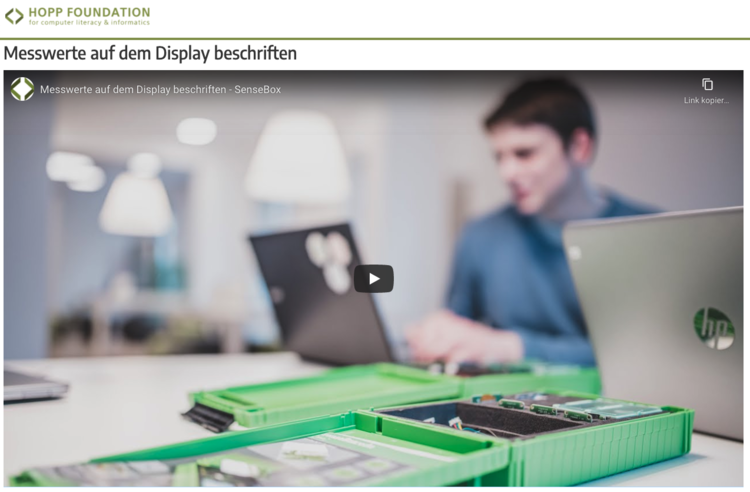 HOPP FOUNDATION
for computer literacy & informatics
Messwerte auf dem Display beschriften
Messwerte auf dem Display beschriften - SenseBox
Link kopier...
hp